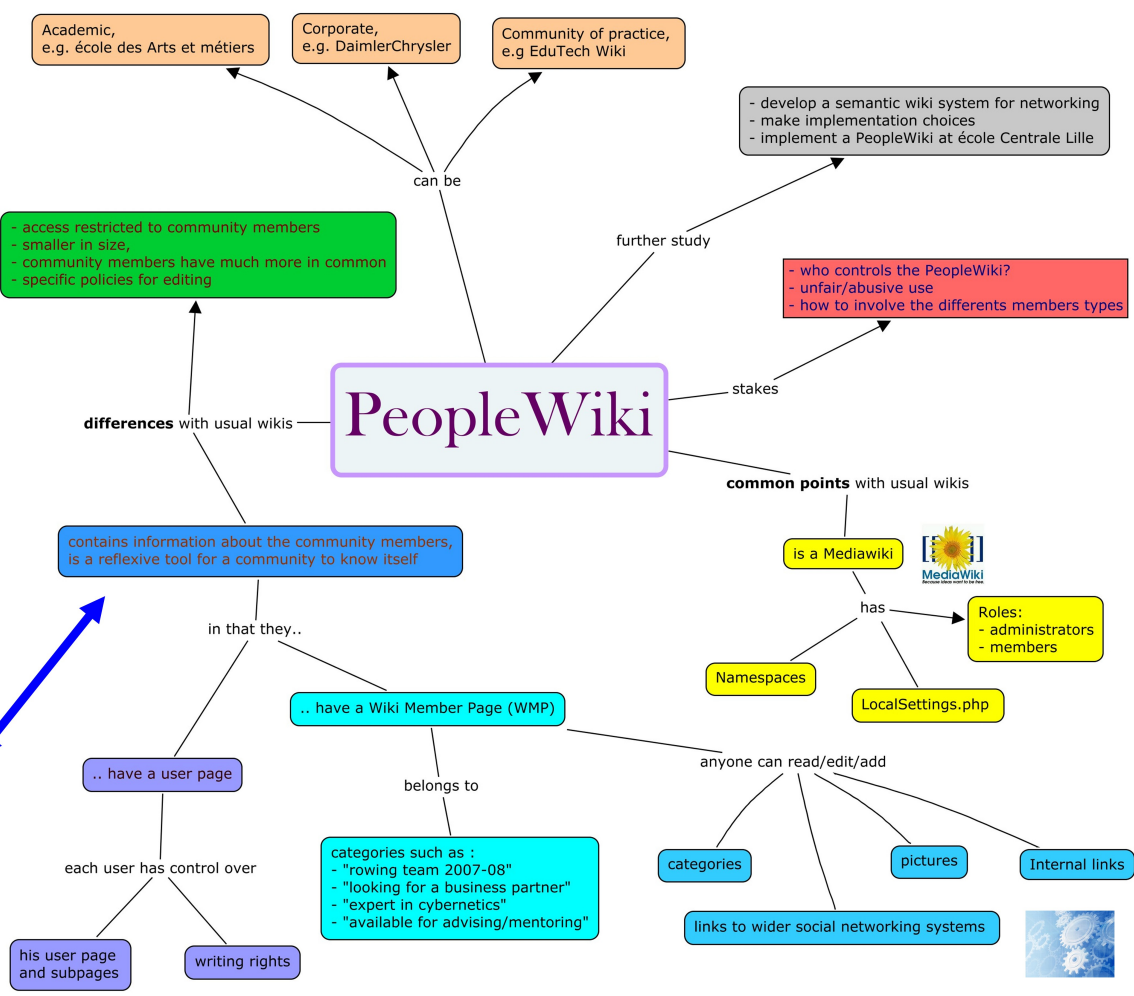 Academic,
e.g. école des Arts et métiers
Corporate,
e.g. DaimlerChrysler
Community of practice,
e.g EduTech Wiki
- develop a semantic wiki system for networking
- make implementation choices
- implement a PeopleWiki at école Centrale Lille
can be
- access restricted to community members
- smaller in size,
- community members have much more in common
- specific policies for editing
further study
- who controls the PeopleWiki?
- unfair/abusive use
- how to involve the differents members types
stakes
PeopleWiki
differences with usual wikis
common points with usual wikis
contains information about the community members,
is a reflexive tool for a community to know itself
is a Mediawiki
[[ ]]
MediaWiki
Because ideas want to be free.
has
Roles:
- administrators
- members
in that they..
Namespaces
LocalSettings.php
.. have a Wiki Member Page (WMP)
.. have a user page
anyone can read/edit/add
belongs to
each user has control over
categories such as :
- "rowing team 2007-08"
- "looking for a business partner"
- "expert in cybernetics"
- "available for advising/mentoring"
categories
pictures
Internal links
links to wider social networking systems
his user page
and subpages
writing rights